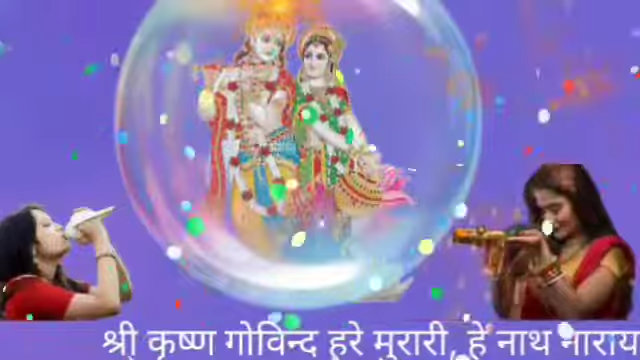 श्री कृष्ण गोविन्द हरे मुरारी, हे नाथ नाराय